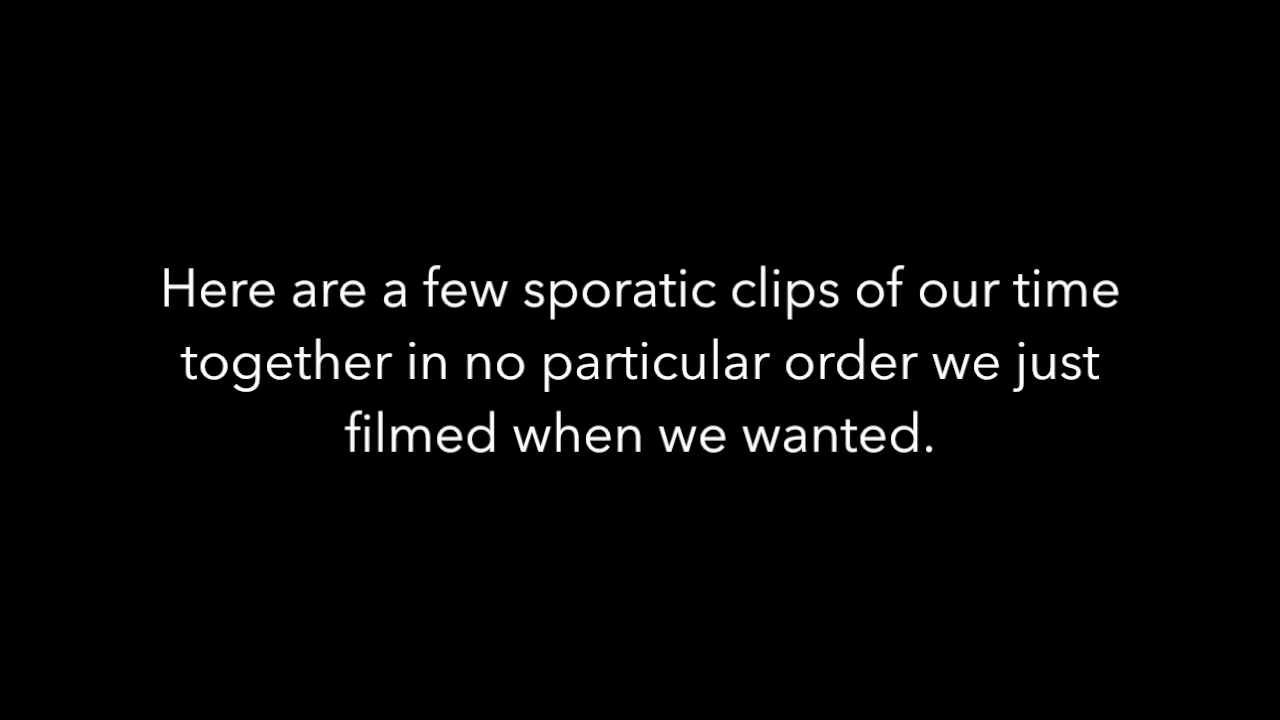 Here are a few sporatic clips of our time
together in no particular order we just
filmed when we wanted.